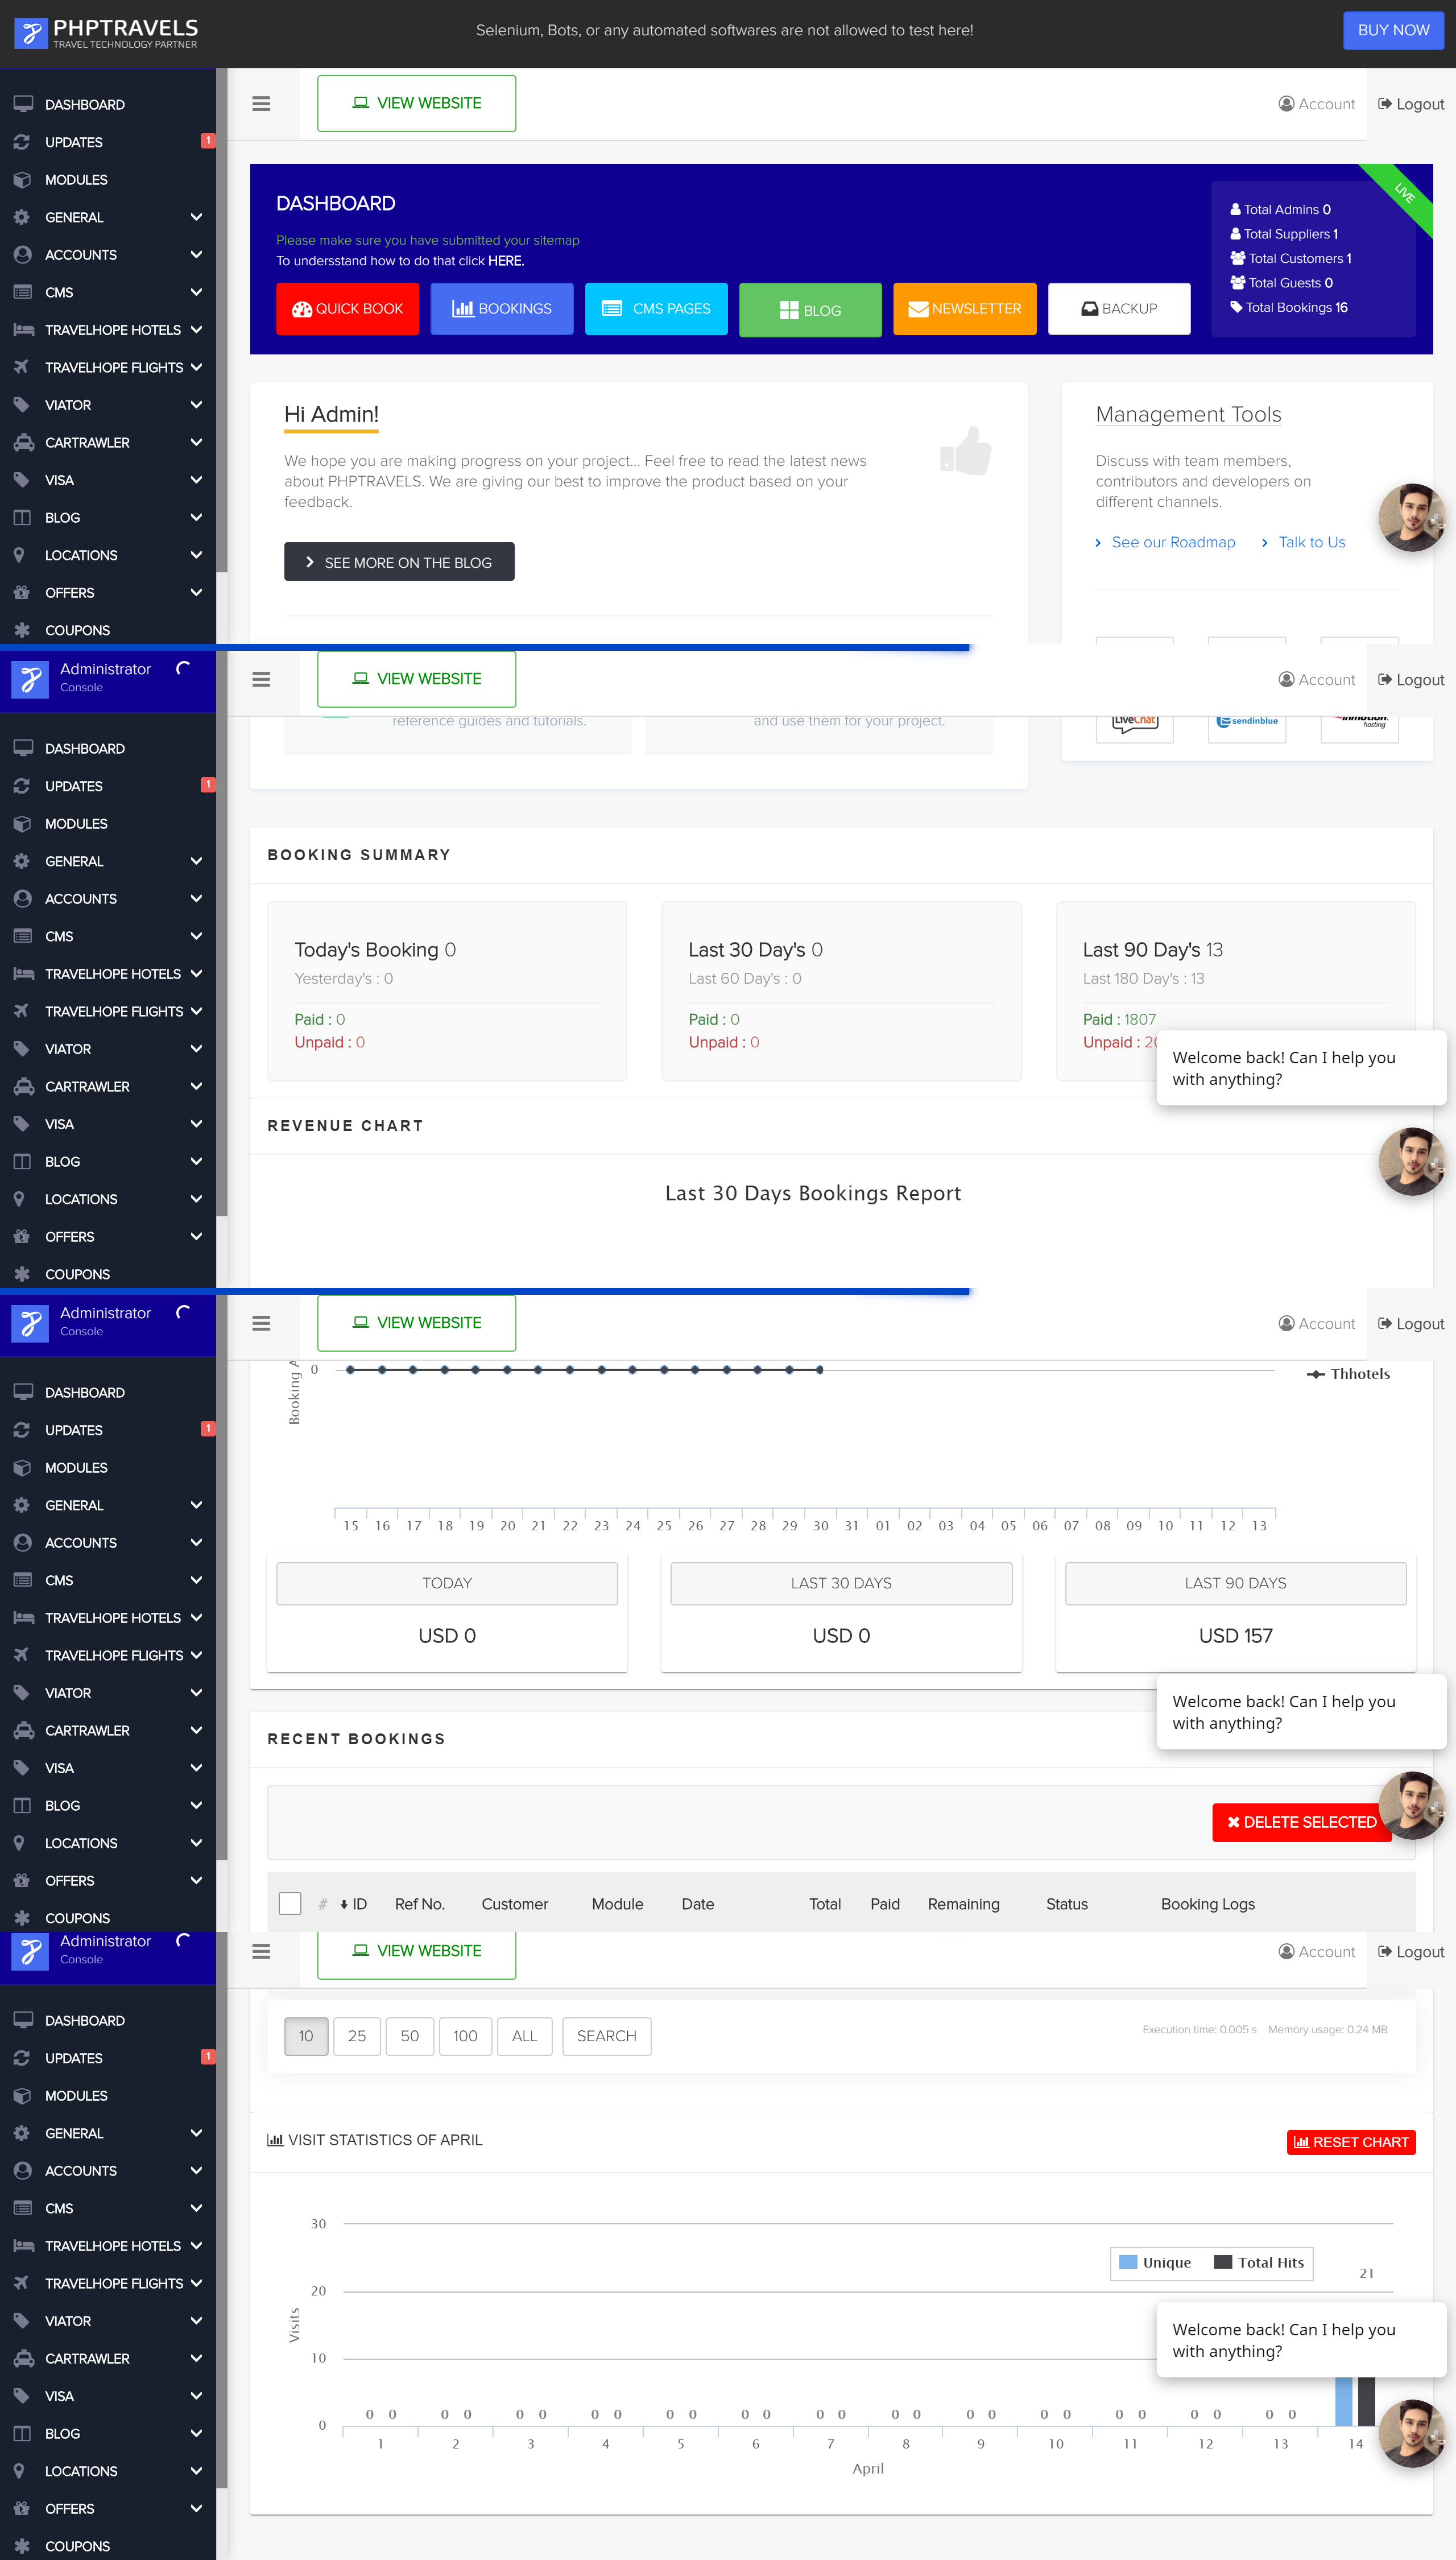 PHPTRAVELS
TRAVEL TECHNOLOGY PARTNER
Selenium, Bots, or any automated softwares are not allowed to test here!
BUY NOW
DASHBOARD
UPDATES 1
MODULES
GENERAL
ACCOUNTS
CMS
TRAVELHOPE HOTELS
TRAVELHOPE FLIGHTS
VIATOR
CARTRAWLER
VISA
BLOG
LOCATIONS
OFFERS
COUPONS
VIEW WEBSITE
Account
Logout
DASHBOARD
Please make sure you have submitted your sitemap
To undersstand how to do that click HERE.
QUICK BOOK
BOOKINGS
CMS PAGES
BLOG
NEWSLETTER
BACKUP
LIVE
Total Admins 0
Total Suppliers 1
Total Customers 1
Total Guests 0
Total Bookings 16
Hi Admin!
We hope you are making progress on your project... Feel free to read the latest news
about PHPTRAVELS. We are giving our best to improve the product based on your
feedback.
SEE MORE ON THE BLOG
Management Tools
Discuss with team members,
contributors and developers on
different channels.
See our Roadmap
Talk to Us
Administrator
Console
DASHBOARD
UPDATES 1
MODULES
GENERAL
ACCOUNTS
CMS
TRAVELHOPE HOTELS
TRAVELHOPE FLIGHTS
VIATOR
CARTRAWLER
VISA
BLOG
LOCATIONS
OFFERS
COUPONS
VIEW WEBSITE
Account
Logout
reference guides and tutorials.
and use them for your project.
LiveChat
sendinblue
inmotion
hosting
BOOKING SUMMARY
Today's Booking 0
Yesterday's : 0
Paid : 0
Unpaid : 0
Last 30 Day's 0
Last 60 Day's : 0
Paid : 0
Unpaid : 0
Last 90 Day's 13
Last 180 Day's : 13
Paid : 1807
Unpaid :
Welcome back! Can I help you
with anything?
REVENUE CHART
Last 30 Days Bookings Report
Administrator
Console
DASHBOARD
UPDATES 1
MODULES
GENERAL
ACCOUNTS
CMS
TRAVELHOPE HOTELS
TRAVELHOPE FLIGHTS
VIATOR
CARTRAWLER
VISA
BLOG
LOCATIONS
OFFERS
COUPONS
VIEW WEBSITE
Account
Logout
Booking
0
Thhotels
15 16 17 18 19 20 21 22 23 24 25 26 27 28 29 30 31 01 02 03 04 05 06 07 08 09 10 11 12 13
TODAY
USD 0
LAST 30 DAYS
USD 0
LAST 90 DAYS
USD 157
Welcome back! Can I help you
with anything?
RECENT BOOKINGS
DELETE SELECTED
# ID Ref No. Customer Module Date Total Paid Remaining Status Booking Logs
Administrator
Console
DASHBOARD
UPDATES 1
MODULES
GENERAL
ACCOUNTS
CMS
TRAVELHOPE HOTELS
TRAVELHOPE FLIGHTS
VIATOR
CARTRAWLER
VISA
BLOG
LOCATIONS
OFFERS
COUPONS
VIEW WEBSITE
Account
Logout
10 25 50 100 ALL SEARCH
Execution time: 0.005 s Memory usage: 0.24 MB
VISIT STATISTICS OF APRIL
RESET CHART
30
20
10
0
Visits
Unique
Total Hits
21
Welcome back! Can I help you
with anything?
0 0 0 0 0 0 0 0 0 0 0 0 0 0 0 0 0 0 0 0 0 0 0 0 0 0
1 2 3 4 5 6 7 8 9 10 11 12 13 14
April